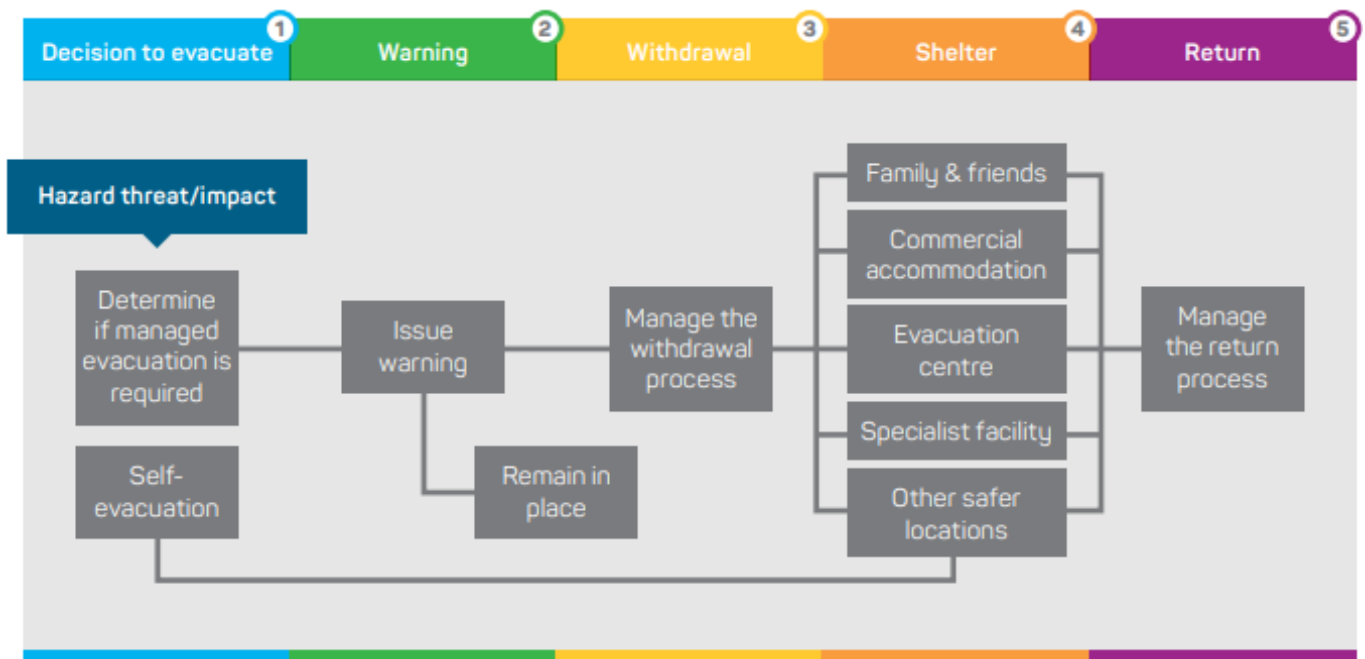 1
2
3
4
5
Decision to evacuate
Warning
Withdrawal
Shelter
Return
Hazard threat/impact
Determine
if managed
evacuation is
required
Self-
evacuation
Issue
warning
Remain in
place
Manage the
withdrawal
process
Family & friends
Commercial
accommodation
Evacuation
centre
Specialist facility
Other safer
locations
Manage
the return
process